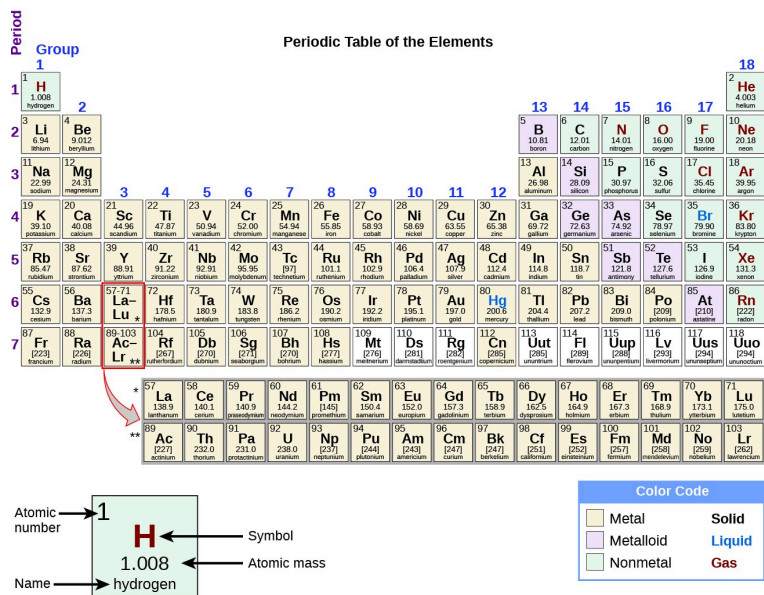 Periodic Table of the Elements
Period
Group
1 18
1 1 2
H He
1.008 4.003
hydrogen helium
2 13 14 15 16 17
2 3 4 5 6 7 8 9 10
Li Be B C N O F Ne
6.94 9.012 10.81 12.01 14.01 16.00 19.00 20.18
lithium beryllium boron carbon nitrogen oxygen fluorine neon
3 11 12 13 14 15 16 17 18
Na Mg Al Si P S Cl Ar
22.99 24.31 26.98 28.09 30.97 32.06 35.45 39.95
sodium magnesium aluminum silicon phosphorus sulfur chlorine argon
3 4 5 6 7 8 9 10 11 12
4 19 20 21 22 23 24 25 26 27 28 29 30 31 32 33 34 35 36
K Ca Sc Ti V Cr Mn Fe Co Ni Cu Zn Ga Ge As Se Br Kr
39.10 40.08 44.96 47.87 50.94 52.00 54.94 55.85 58.93 58.69 63.55 65.38 69.72 72.63 74.92 78.97 79.90 83.80
potassium calcium scandium titanium vanadium chromium manganese iron cobalt nickel copper zinc gallium germanium arsenic selenium bromine krypton
5 37 38 39 40 41 42 43 44 45 46 47 48 49 50 51 52 53 54
Rb Sr Y Zr Nb Mo Tc Ru Rh Pd Ag Cd In Sn Sb Te I Xe
85.47 87.62 88.91 91.22 92.91 95.95 [97] 101.1 102.9 106.4 107.9 112.4 114.8 118.7 121.8 127.6 126.9 131.3
rubidium strontium yttrium zirconium niobium molybdenum technetium ruthenium rhodium palladium silver cadmium indium tin antimony tellurium iodine xenon
6 55 56 57-71 72 73 74 75 76 77 78 79 80 81 82 83 84 85 86
Cs Ba La–Lu * Hf Ta W Re Os Ir Pt Au Hg Tl Pb Bi Po At Rn
132.9 137.3 178.5 180.9 183.8 186.2 190.2 192.2 195.1 197.0 200.6 204.4 207.2 209.0 [209] [210] [222]
cesium barium hafnium tantalum tungsten rhenium osmium iridium platinum gold mercury thallium lead bismuth polonium astatine radon
7 87 88 89-103 104 105 106 107 108 109 110 111 112 113 114 115 116 117 118
Fr Ra Ac–Lr ** Rf Db Sg Bh Hs Mt Ds Rg Cn Uut Fl Uup Lv Uus Uuo
[223] [226] [267] [270] [271] [270] [277] [276] [281] [282] [285] [285] [289] [288] [293] [294] [294]
francium radium rutherfordium dubnium seaborgium bohrium hassium meitnerium darmstadtium roentgenium copernicium ununtrium flerovium ununpentium livermorium ununseptium ununoctium
* 57 58 59 60 61 62 63 64 65 66 67 68 69 70 71
La Ce Pr Nd Pm Sm Eu Gd Tb Dy Ho Er Tm Yb Lu
138.9 140.1 140.9 144.2 [145] 150.4 152.0 157.3 158.9 162.5 164.9 167.3 168.9 173.1 175.0
lanthanum cerium praseodymium neodymium promethium samarium europium gadolinium terbium dysprosium holmium erbium thulium ytterbium lutetium
** 89 90 91 92 93 94 95 96 97 98 99 100 101 102 103
Ac Th Pa U Np Pu Am Cm Bk Cf Es Fm Md No Lr
[227] 232.0 231.0 238.0 [237] [244] [243] [247] [247] [251] [252] [257] [258] [259] [262]
actinium thorium protactinium uranium neptunium plutonium americium curium berkelium californium einsteinium fermium mendelevium nobelium lawrencium
Atomic number
1
H
Symbol
1.008
Atomic mass
Name
hydrogen
Color Code
Metal Solid
Metalloid Liquid
Nonmetal Gas